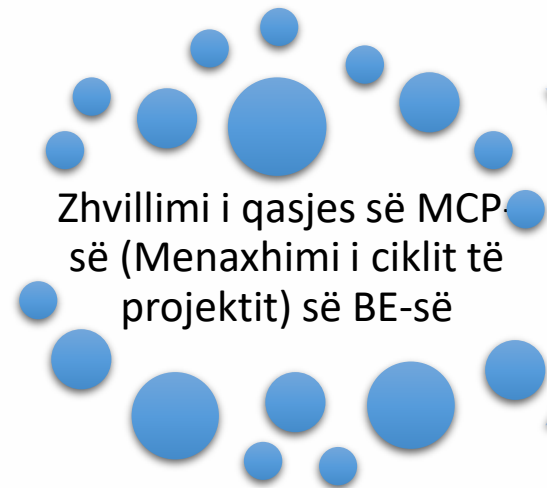 Zhvillimi i qasjes së MCP-
së (Menaxhimi i ciklit të
projektit) së BE-së